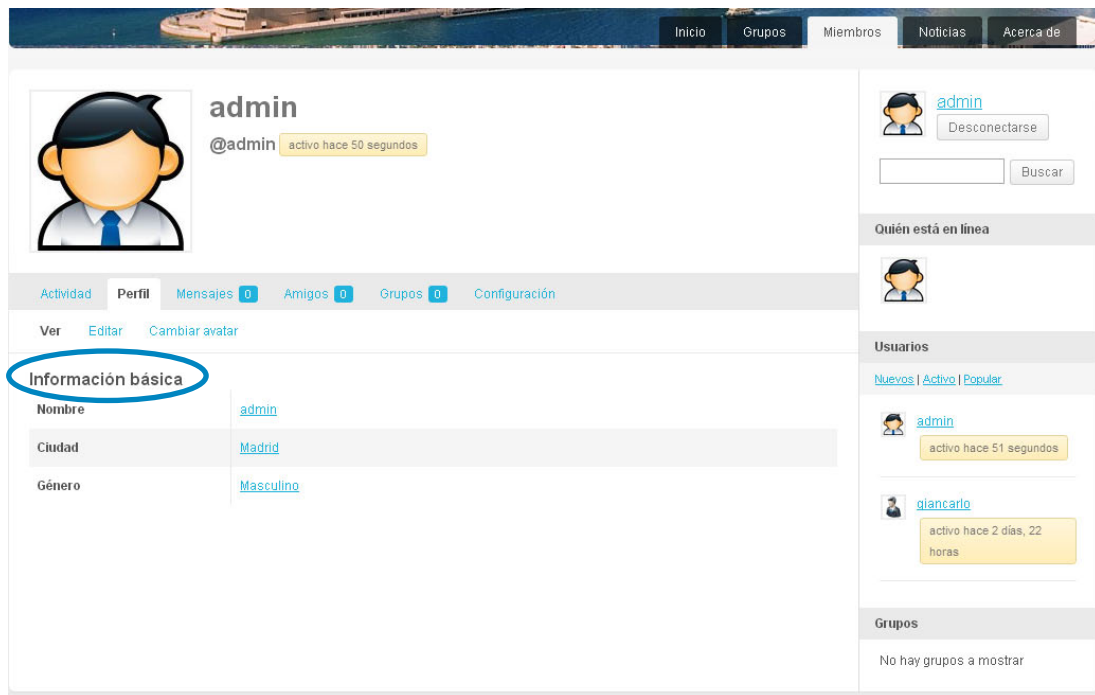 Inicio Grupos Miembros Noticias Acerca de
admin
@admin activo hace 50 segundos
Actividad Perfil Mensajes 0 Amigos 0 Grupos 0 Configuración
Ver Editar Cambiar avatar
Información básica
Nombre admin
Ciudad Madrid
Género Masculino
admin
Desconectarse
Buscar
Quién está en línea
Usuarios
Nuevos | Activo | Popular
admin
activo hace 51 segundos
giancarlo
activo hace 2 días, 22
horas
Grupos
No hay grupos a mostrar